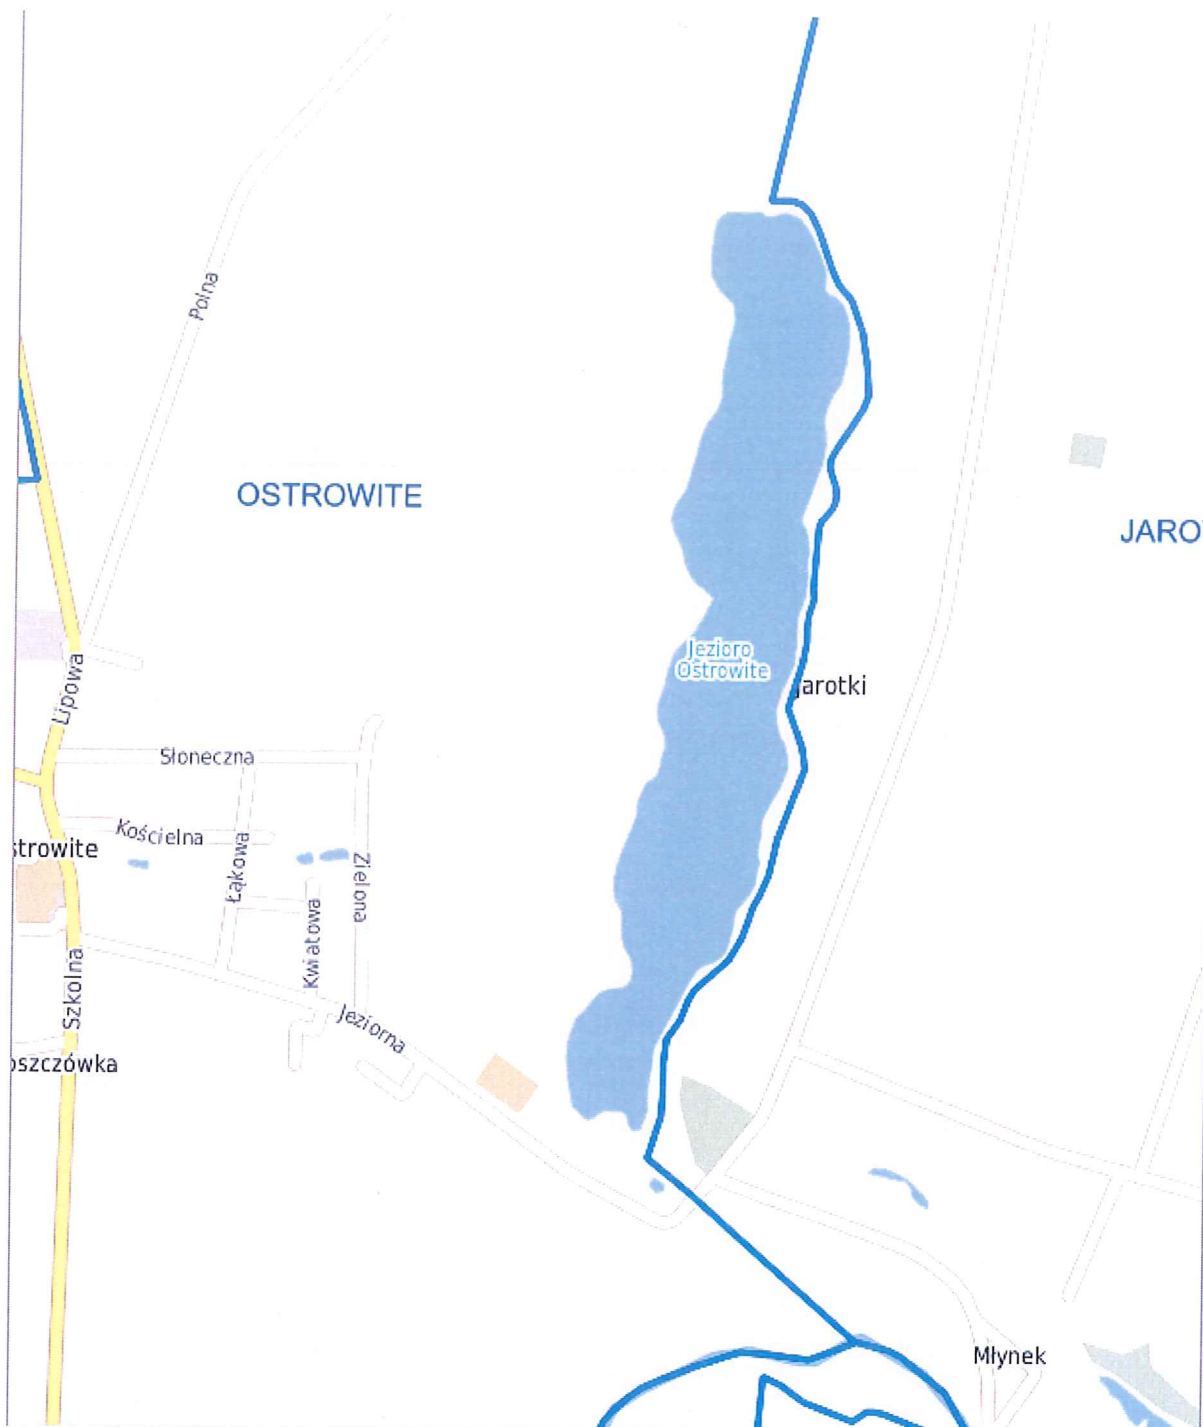 Polna
OSTROWITE
JARO
Jezioro
Ostrowite
Jarotki
Lipowa
Słoneczna
Kościelna
strowite
Łąkowa
Zielona
Kwiatowa
Szkolna
Jeziorna
oszczówka
Młynek